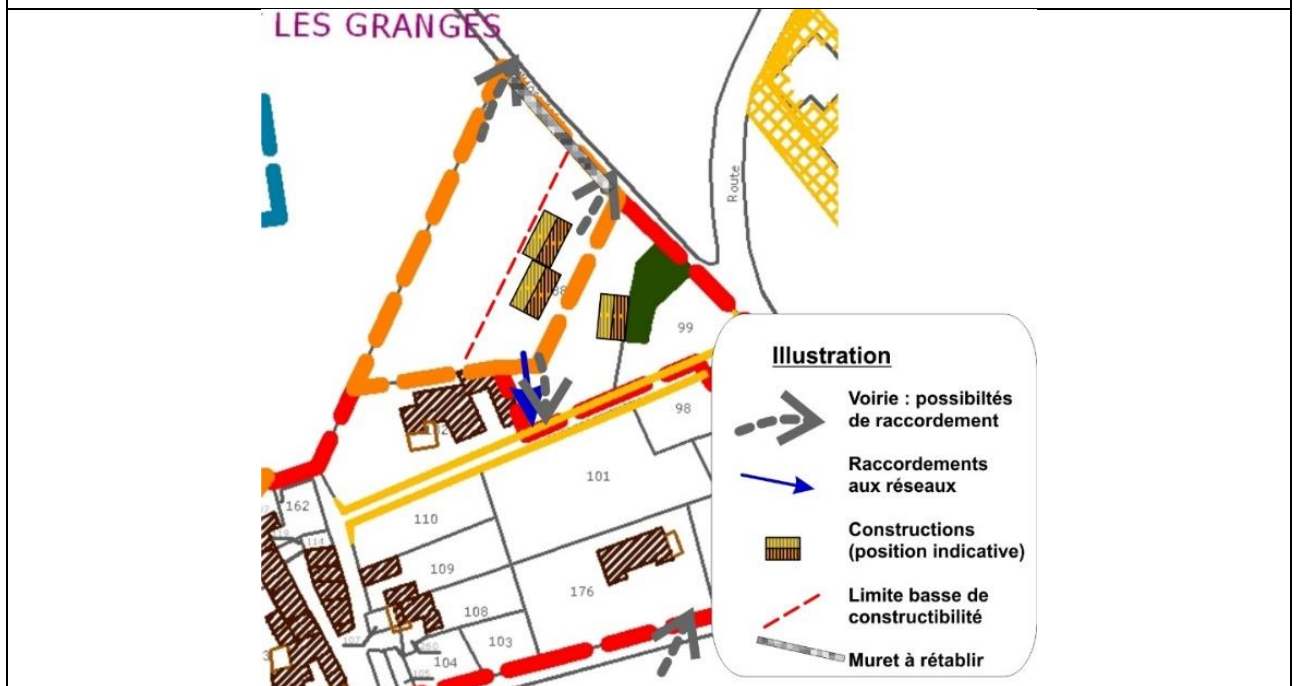 LES GRANGES
Route
99
98
101
110
162
114
109
108
176
103
104
Illustration
Voirie : possibiltés
de raccordement
Raccordements
aux réseaux
Constructions
(position indicative)
Limite basse de
constructibilité
Muret à rétablir